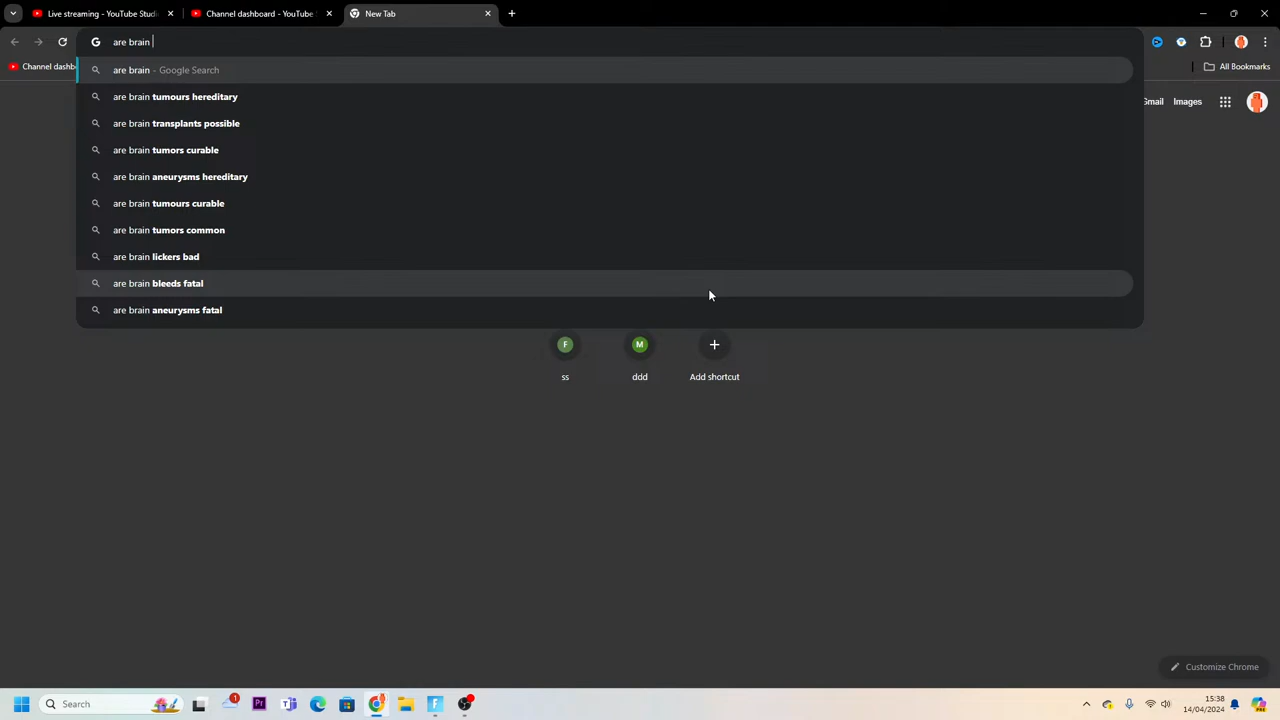 Live streaming - YouTube Studi
Channel dashboard - YouTube S
New Tab
are brain
Channel dashb
All Bookmarks
are brain - Google Search
are brain tumours hereditary
are brain transplants possible
are brain tumors curable
are brain aneurysms hereditary
are brain tumours curable
are brain tumors common
are brain lickers bad
are brain bleeds fatal
are brain aneurysms fatal
Gmail
Images
F
M
ss
ddd
Add shortcut
Customize Chrome
Search
1
Pr
15:38
14/04/2024